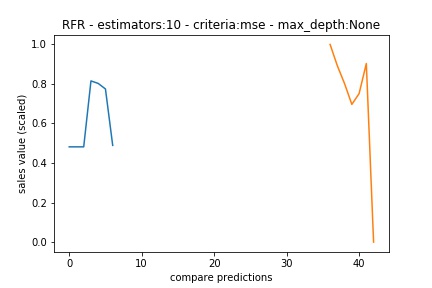 RFR - estimators:10 - criteria:mse - max_depth:None
sales value (scaled)
1.0
0.8
0.6
0.4
0.2
0.0
0 10 20 30 40
compare predictions